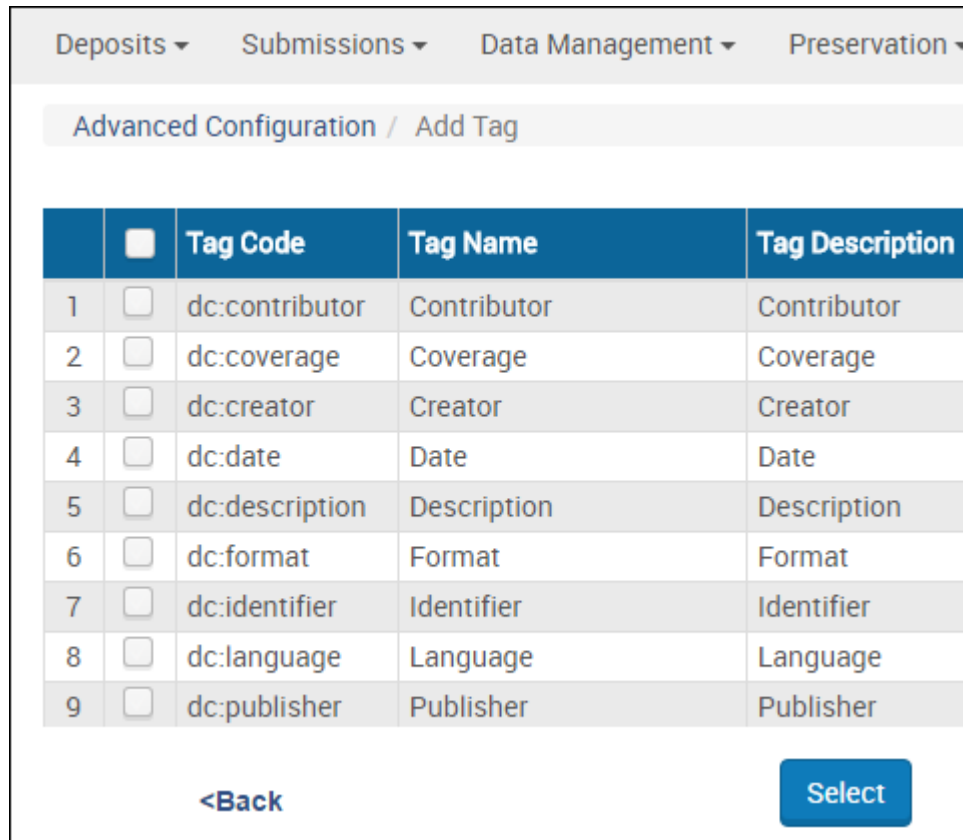 Deposits Submissions Data Management Preservation
Advanced Configuration / Add Tag
Tag Code Tag Name Tag Description
1 dc:contributor Contributor Contributor
2 dc:coverage Coverage Coverage
3 dc:creator Creator Creator
4 dc:date Date Date
5 dc:description Description Description
6 dc:format Format Format
7 dc:identifier Identifier Identifier
8 dc:language Language Language
9 dc:publisher Publisher Publisher
<Back Select